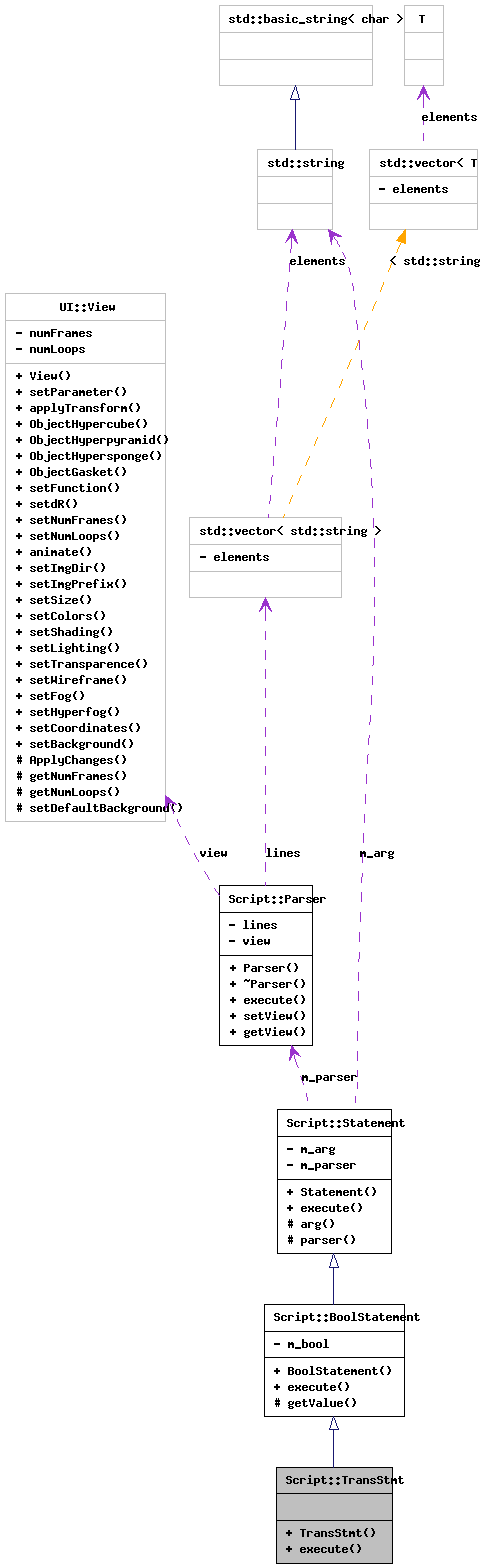 std::basic_string< char >
T
elements
std::string
std::vector< T
- elements
elements
< std::string
UI::View
- numFrames
- numLoops
+ View()
+ setParameter()
+ applyTransform()
+ ObjectHypercube()
+ ObjectHyperpyramid()
+ ObjectHypersponge()
+ ObjectGasket()
+ setFunction()
+ setdR()
+ setNumFrames()
+ setNumLoops()
+ animate()
+ setImgDir()
+ setImgPrefix()
+ setSize()
+ setColors()
+ setShading()
+ setLighting()
+ setTransparence()
+ setWireframe()
+ setFog()
+ setHyperfog()
+ setCoordinates()
+ setBackground()
# ApplyChanges()
# getNumFrames()
# getNumLoops()
# setDefaultBackground()
std::vector< std::string >
- elements
view
lines
m_arg
Script::Parser
- lines
- view
+ Parser()
+ ~Parser()
+ execute()
+ setView()
+ getView()
m_parser
Script::Statement
- m_arg
- m_parser
+ Statement()
+ execute()
# arg()
# parser()
Script::BoolStatement
- m_bool
+ BoolStatement()
+ execute()
# getValue()
Script::TransStmt
+ TransStmt()
+ execute()